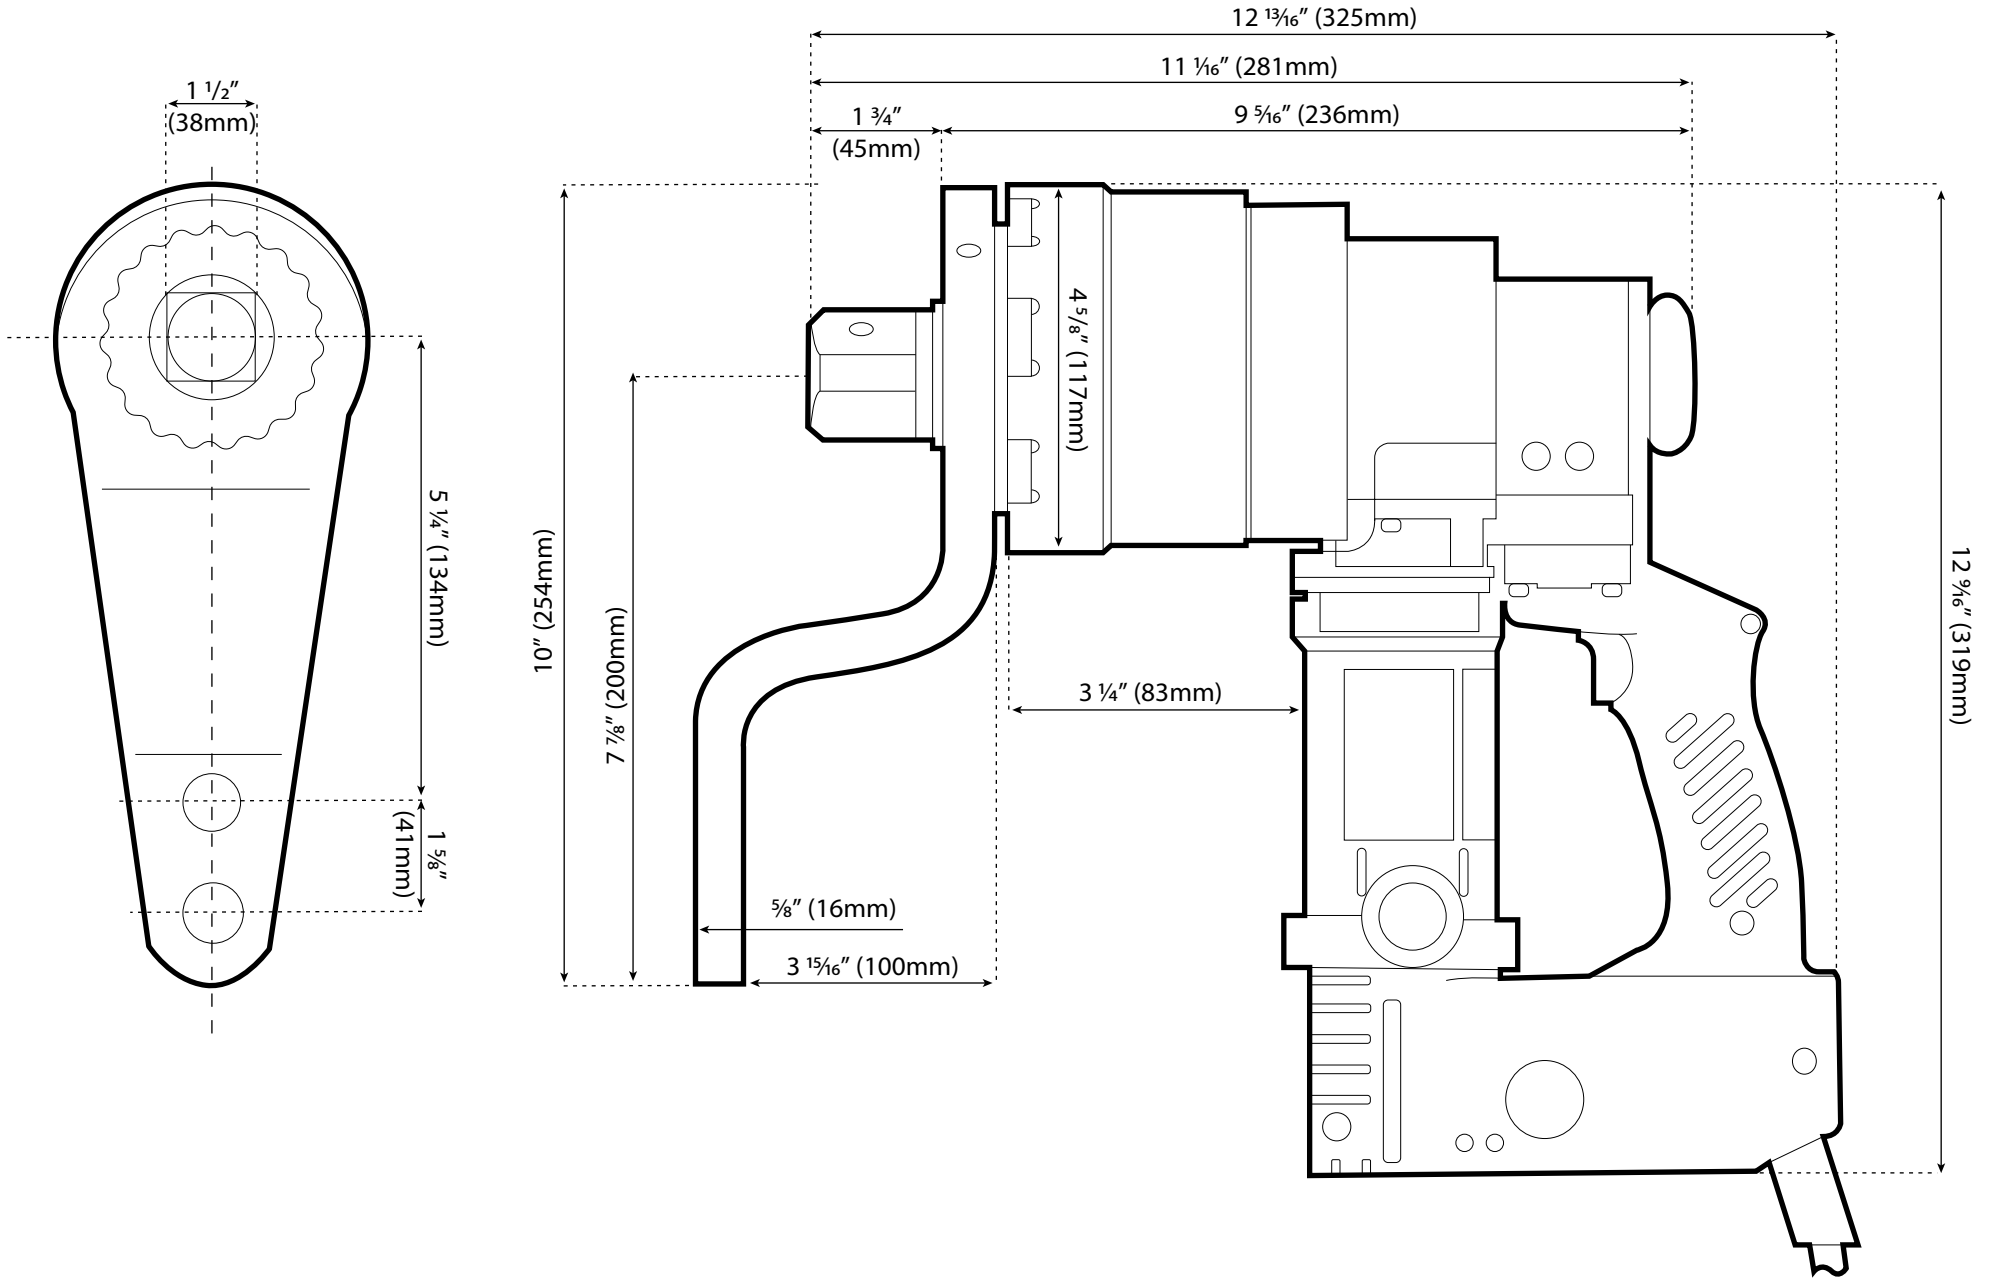 12 13⁄16” (325mm)
11 1⁄16” (281mm)
1 1/2”
(38mm)
1 3⁄4”
(45mm)
9 5⁄16” (236mm)
4 5/8” (117mm)
5 1⁄4” (134mm)
10” (254mm)
7 7⁄8” (200mm)
12 9⁄16” (319mm)
3 1⁄4” (83mm)
1 5⁄8”
(41mm)
5⁄8” (16mm)
3 15⁄16” (100mm)